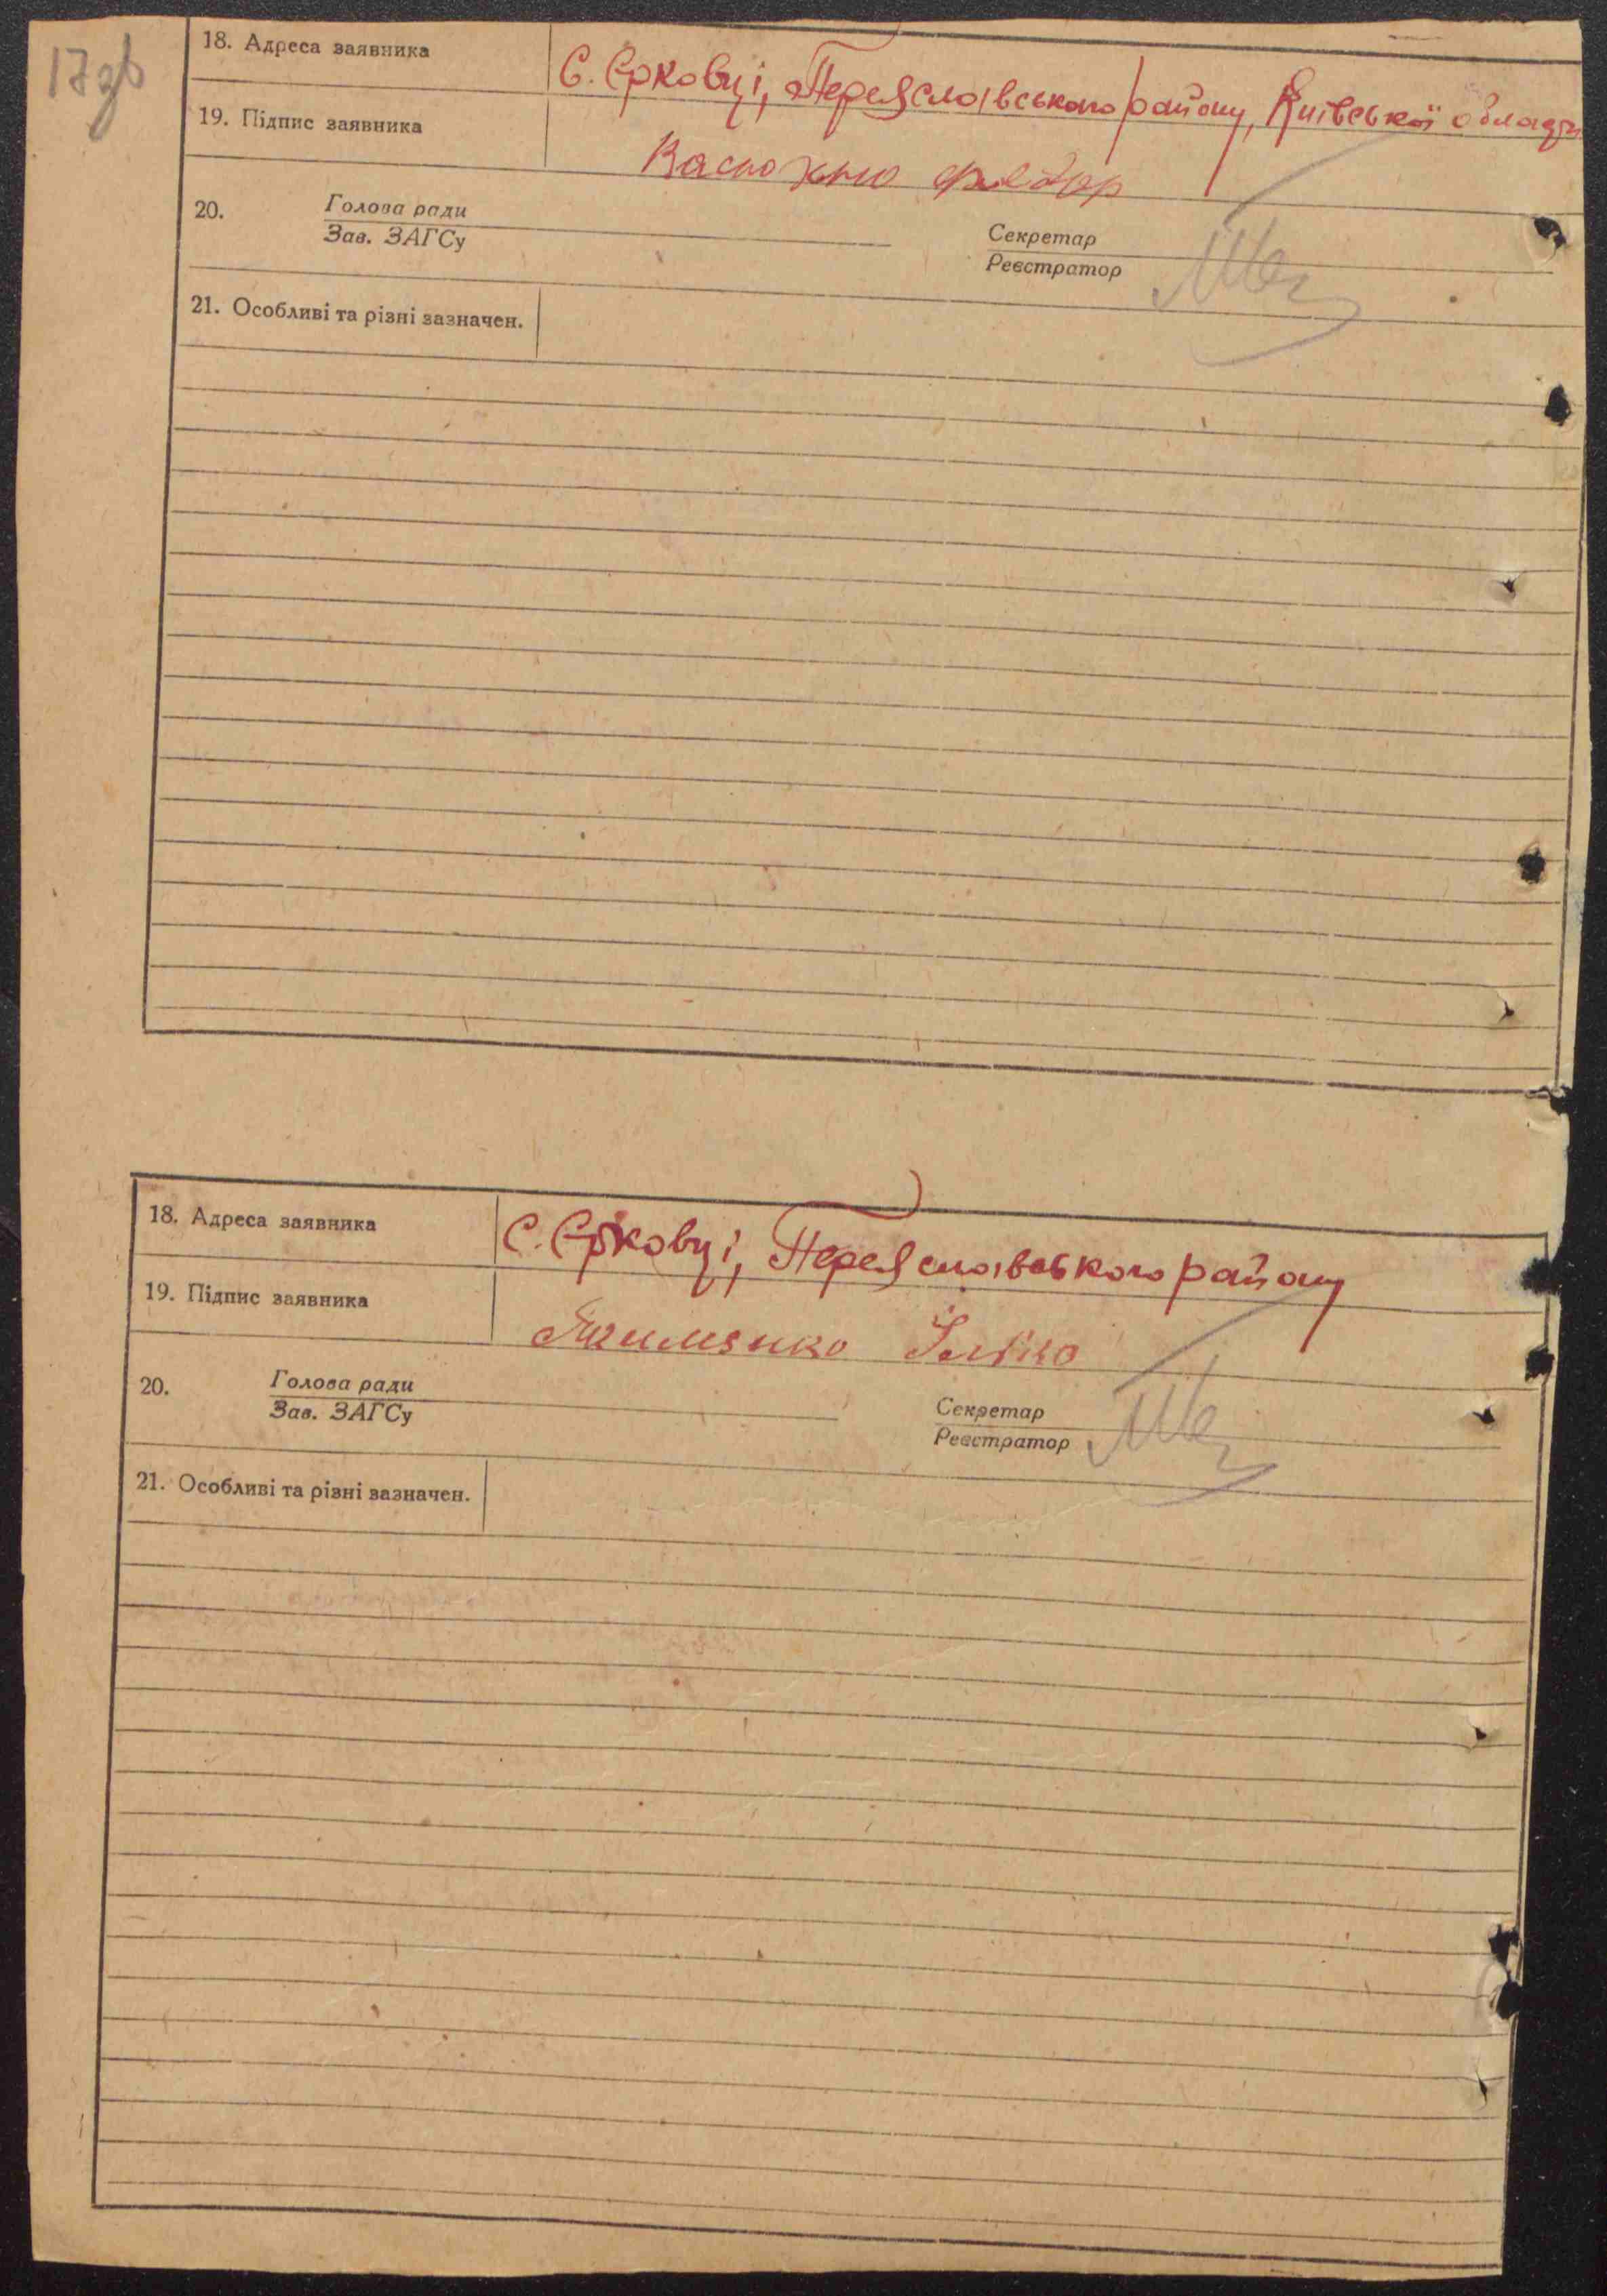 17зв
18. Адреса заявника С. Єрковці, Переяславського району, Київської області
19. Підпис заявника Федор
20. Голова ради Секретар
Зав. ЗАГСу Реєстратор
21. Особливі та різні зазначен.
18. Адреса заявника С. Єрковці, Переяславського району
19. Підпис заявника Якименко
20. Голова ради Секретар
Зав. ЗАГСу Реєстратор
21. Особливі та різні зазначен.